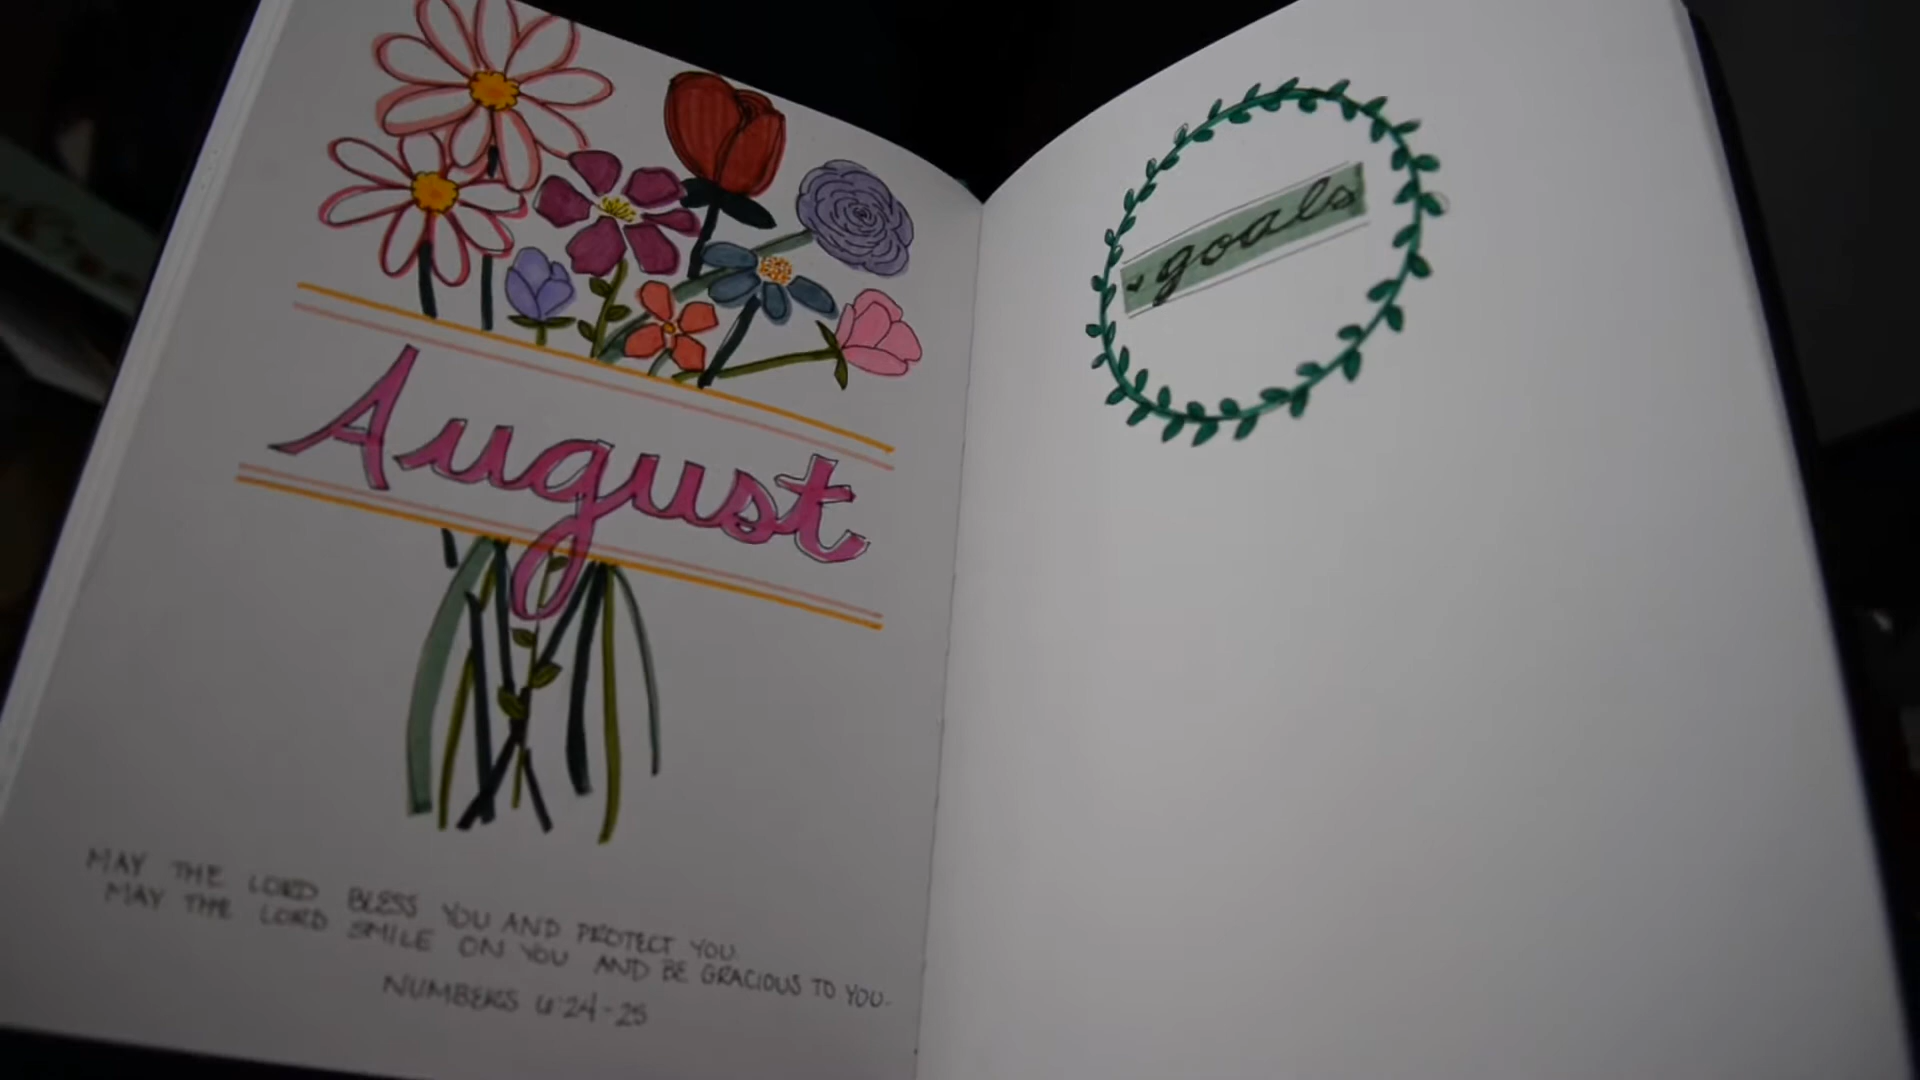 August
MAY THE LORD BLESS YOU AND PROTECT YOU.
MAY THE LORD SMILE ON YOU AND BE GRACIOUS TO YOU.
NUMBERS 6:24-25
goals